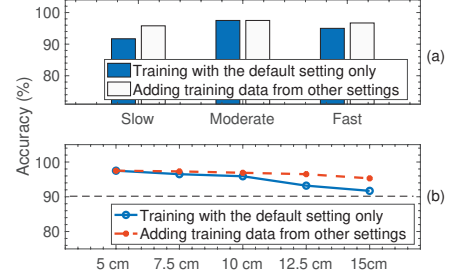 100
90
80
Training with the default setting only
Adding training data from other settings
(a)
Slow Moderate Fast
Accuracy (%)
100
90
80
Training with the default setting only
Adding training data from other settings
(b)
5 cm 7.5 cm 10 cm 12.5 cm 15cm